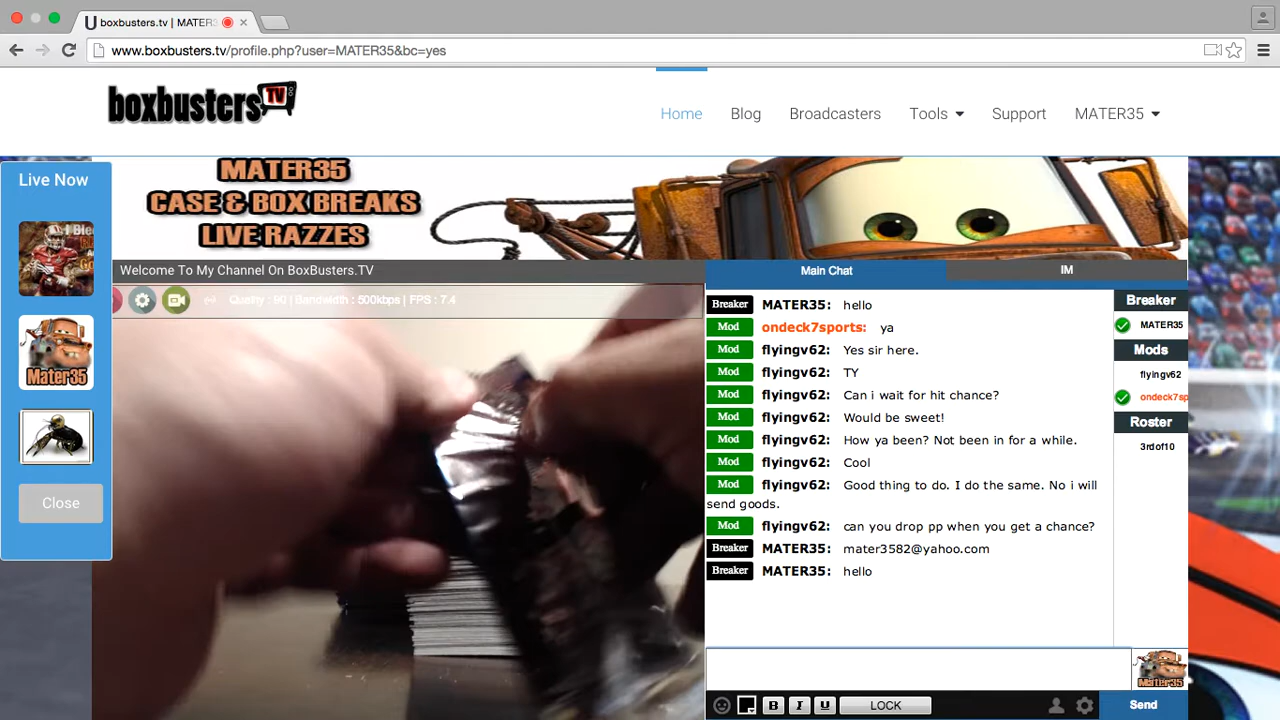 boxbusters.tv | MATER3
www.boxbusters.tv/profile.php?user=MATER35&bc=yes
boxbusters TV
Home Blog Broadcasters Tools Support MATER35
Live Now
Mater35
Close
MATER35
CASE & BOX BREAKS
LIVE RAZZES
Welcome To My Channel On BoxBusters.TV
Quality : 90 | Bandwidth : 500kbps | FPS : 7.4
Main Chat IM
Breaker MATER35: hello
Mod ondeck7sports: ya
Mod flyingv62: Yes sir here.
Mod flyingv62: TY
Mod flyingv62: Can i wait for hit chance?
Mod flyingv62: Would be sweet!
Mod flyingv62: How ya been? Not been in for a while.
Mod flyingv62: Cool
Mod flyingv62: Good thing to do. I do the same. No i will
send goods.
Mod flyingv62: can you drop pp when you get a chance?
Breaker MATER35: mater3582@yahoo.com
Breaker MATER35: hello
Breaker
MATER35
Mods
flyingv62
ondeck7sp
Roster
3rdof10
Mater35
B I U LOCK Send